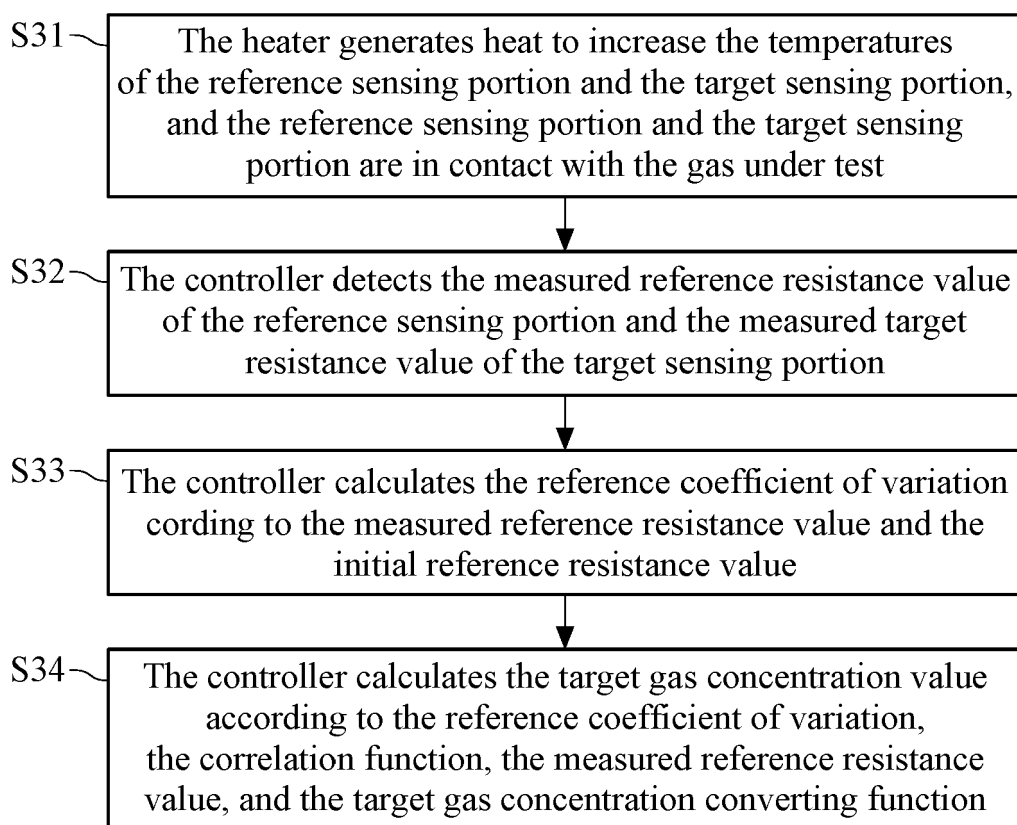 S31
The heater generates heat to increase the temperatures
of the reference sensing portion and the target sensing portion,
and the reference sensing portion and the target sensing
portion are in contact with the gas under test
S32
The controller detects the measured reference resistance value
of the reference sensing portion and the measured target
resistance value of the target sensing portion
S33
The controller calculates the reference coefficient of variation
cording to the measured reference resistance value and the
initial reference resistance value
S34
The controller calculates the target gas concentration value
according to the reference coefficient of variation,
the correlation function, the measured reference resistance
value, and the target gas concentration converting function